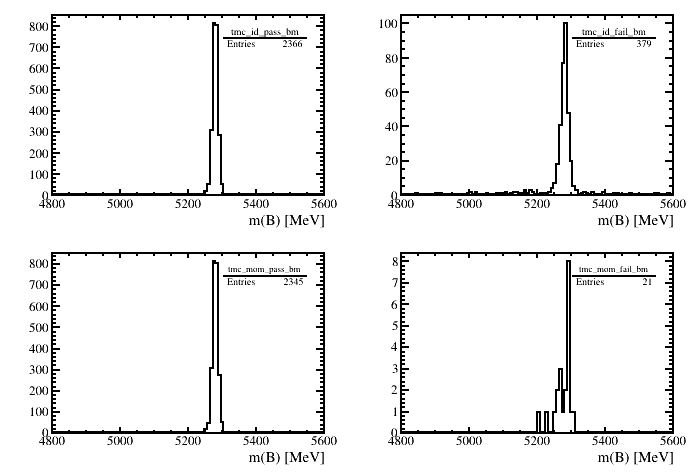 tmc_id_pass_bm
Entries 2366
800
700
600
500
400
300
200
100
0
4800 5000 5200 5400 5600
m(B) [MeV]
tmc_id_fail_bm
Entries 379
100
80
60
40
20
0
4800 5000 5200 5400 5600
m(B) [MeV]
tmc_mom_pass_bm
Entries 2345
800
700
600
500
400
300
200
100
0
4800 5000 5200 5400 5600
m(B) [MeV]
tmc_mom_fail_bm
Entries 21
8
7
6
5
4
3
2
1
0
4800 5000 5200 5400 5600
m(B) [MeV]